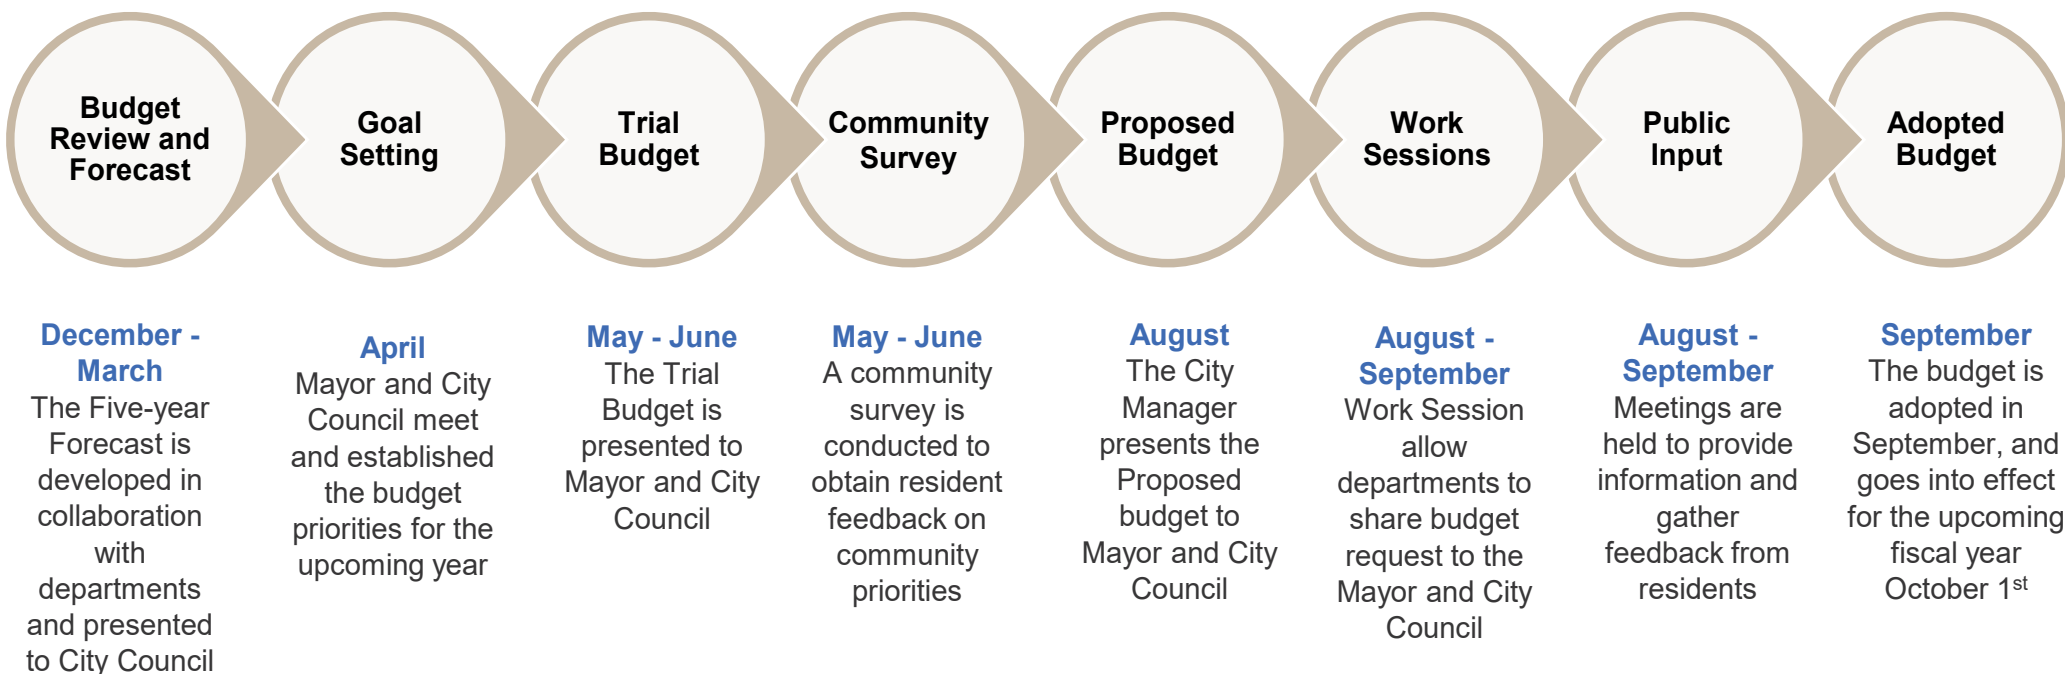 Budget
Review and
Forecast
Goal
Setting
Trial
Budget
Community
Survey
Proposed
Budget
Work
Sessions
Public
Input
Adopted
Budget
December -
March
The Five-year
Forecast is
developed in
collaboration
with
departments
and presented
to City Council
April
Mayor and City
Council meet
and established
the budget
priorities for the
upcoming year
May - June
The Trial
Budget is
presented to
Mayor and City
Council
May - June
A community
survey is
conducted to
obtain resident
feedback on
community
priorities
August
The City
Manager
presents the
Proposed
budget to
Mayor and City
Council
August -
September
Work Session
allow
departments to
share budget
request to the
Mayor and City
Council
August -
September
Meetings are
held to provide
information and
gather
feedback from
residents
September
The budget is
adopted in
September, and
goes into effect
for the upcoming
fiscal year
October 1st